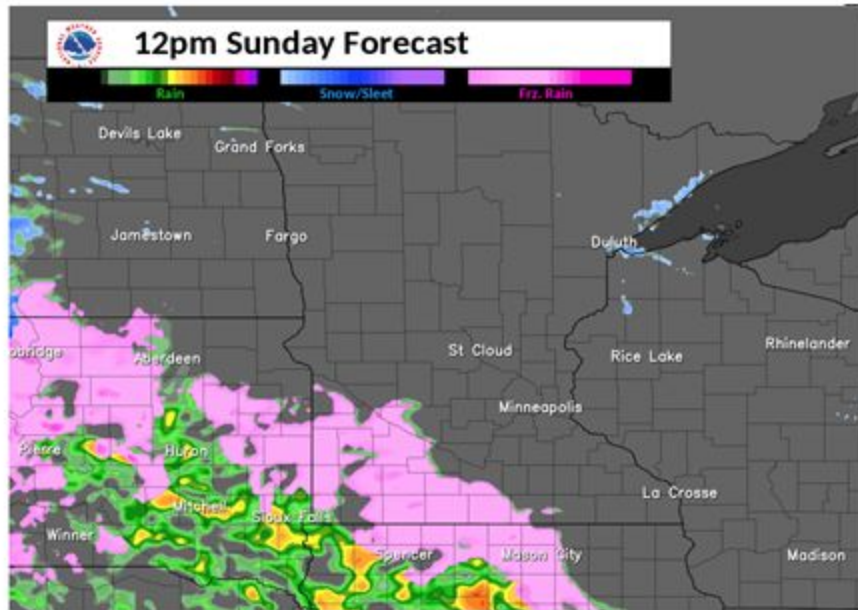 12pm Sunday Forecast
Rain
Snow/Sleet
Frz. Rain
Devils Lake
Grand Forks
Jamestown
Fargo
Duluth
obridge
Aberdeen
St Cloud
Rice Lake
Rhinelander
Minneapolis
Pierre
Huron
La Crosse
Mitchell
Sioux Falls
Winner
Spencer
Mason City
Madison